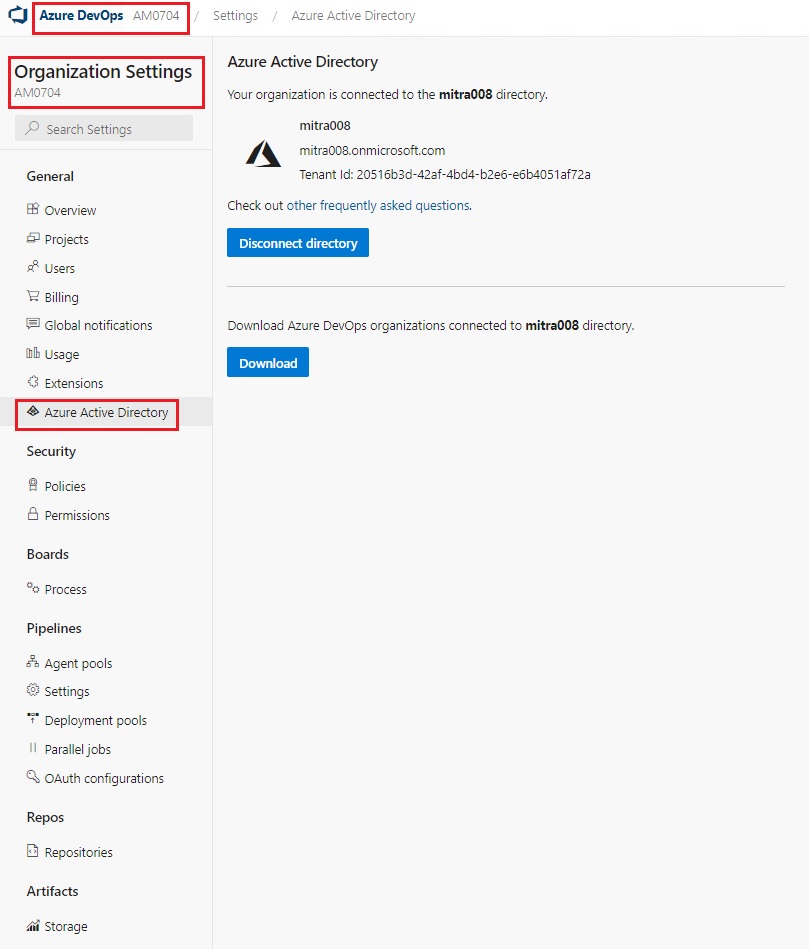 Azure DevOps AM0704 / Settings / Azure Active Directory
Organization Settings
AM0704
Search Settings
General
Overview
Projects
Users
Billing
Global notifications
Usage
Extensions
Azure Active Directory
Security
Policies
Permissions
Boards
Process
Pipelines
Agent pools
Settings
Deployment pools
Parallel jobs
OAuth configurations
Repos
Repositories
Artifacts
Storage
Azure Active Directory
Your organization is connected to the mitra008 directory.
mitra008
mitra008.onmicrosoft.com
Tenant Id: 20516b3d-42af-4bd4-b2e6-e6b4051af72a
Check out other frequently asked questions.
Disconnect directory
Download Azure DevOps organizations connected to mitra008 directory.
Download